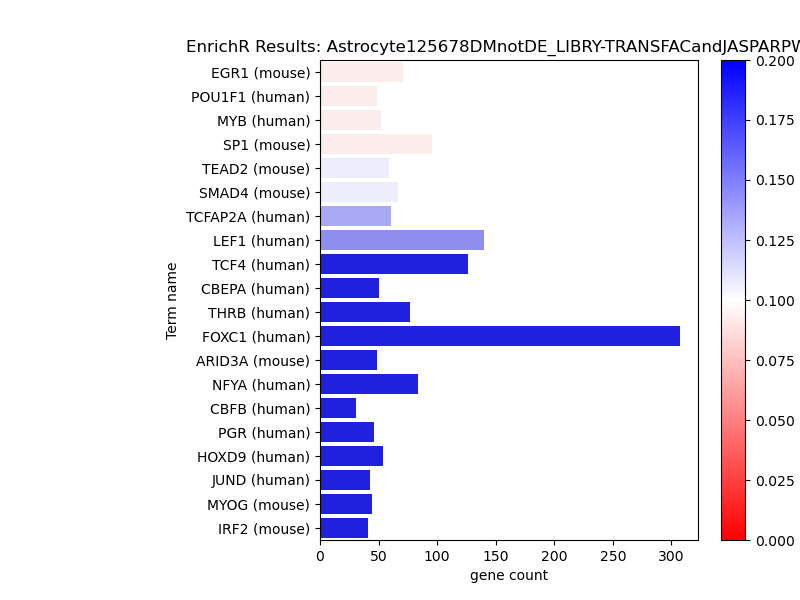 EnrichR Results: Astrocyte125678DMnotDE_LIBRY-TRANSFACandJASPARPW
EGR1 (mouse)
POU1F1 (human)
MYB (human)
SP1 (mouse)
TEAD2 (mouse)
SMAD4 (mouse)
TCFAP2A (human)
LEF1 (human)
TCF4 (human)
CBEPA (human)
THRB (human)
FOXC1 (human)
ARID3A (mouse)
NFYA (human)
CBFB (human)
PGR (human)
HOXD9 (human)
JUND (human)
MYOG (mouse)
IRF2 (mouse)
Term name
0 50 100 150 200 250 300
gene count
0.200
0.175
0.150
0.125
0.100
0.075
0.050
0.025
0.000